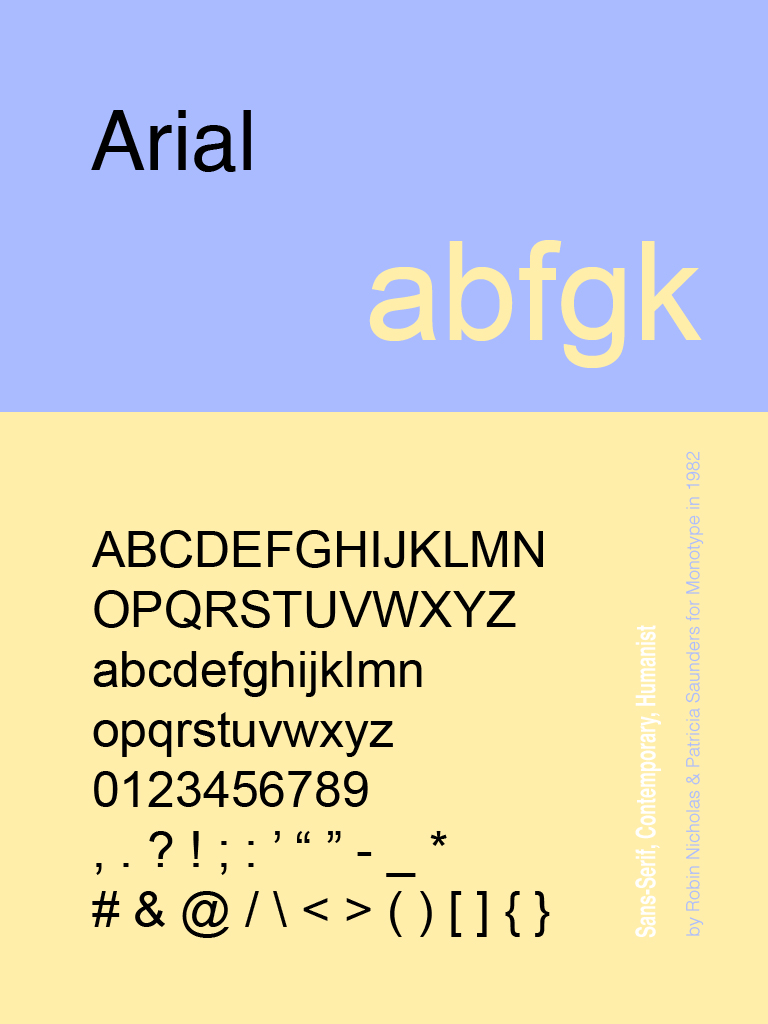 Arial
abfgk
ABCDEFGHIJKLMN
OPQRSTUVWXYZ
abcdefghijklmn
opqrstuvwxyz
0123456789
, . ? ! ; : ’ “ ” - _ *
# & @ / \ < > ( ) [ ] { }
Sans-Serif, Contemporary, Humanist
by Robin Nicholas & Patricia Saunders for Monotype in 1982